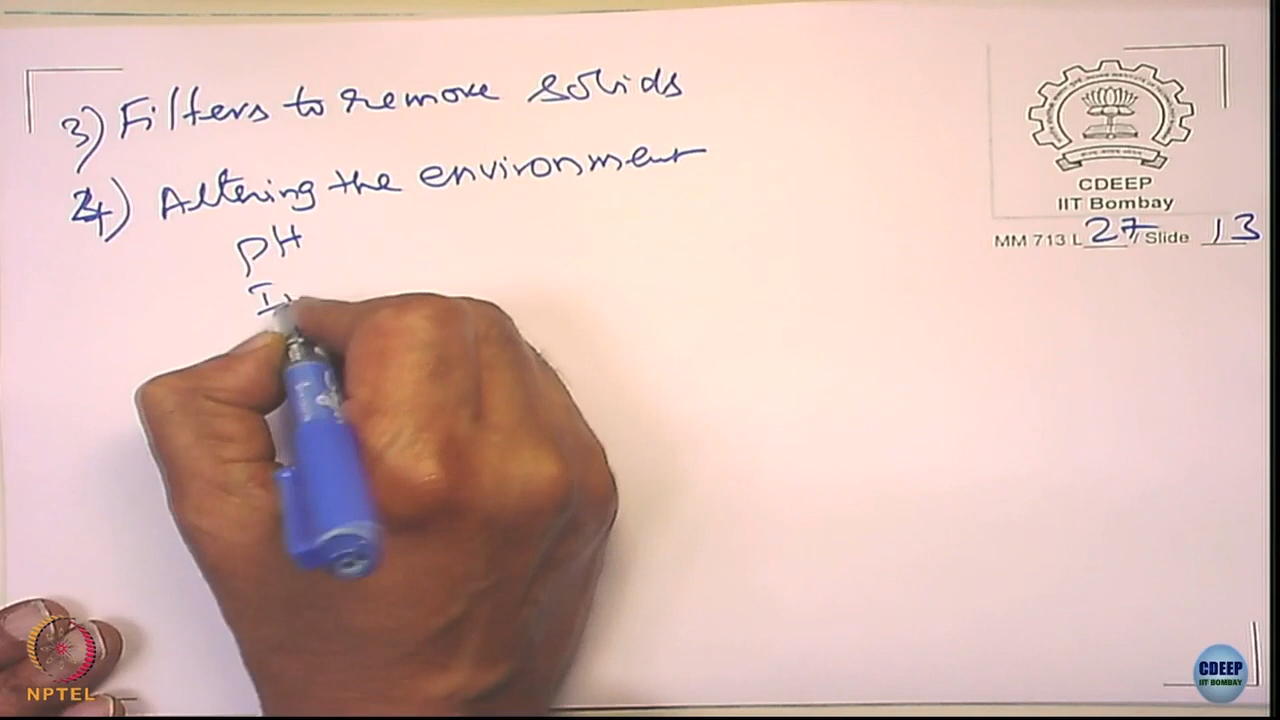 3) Filters to remove solids
4) Altering the environment
pH
CDEEP
IIT Bombay
MM 713 L 27 / Slide 13
NPTEL
CDEEP
IIT BOMBAY